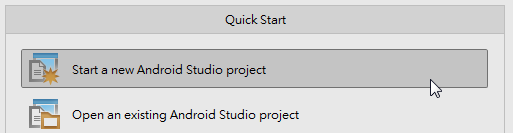 Quick Start
Start a new Android Studio project
Open an existing Android Studio project